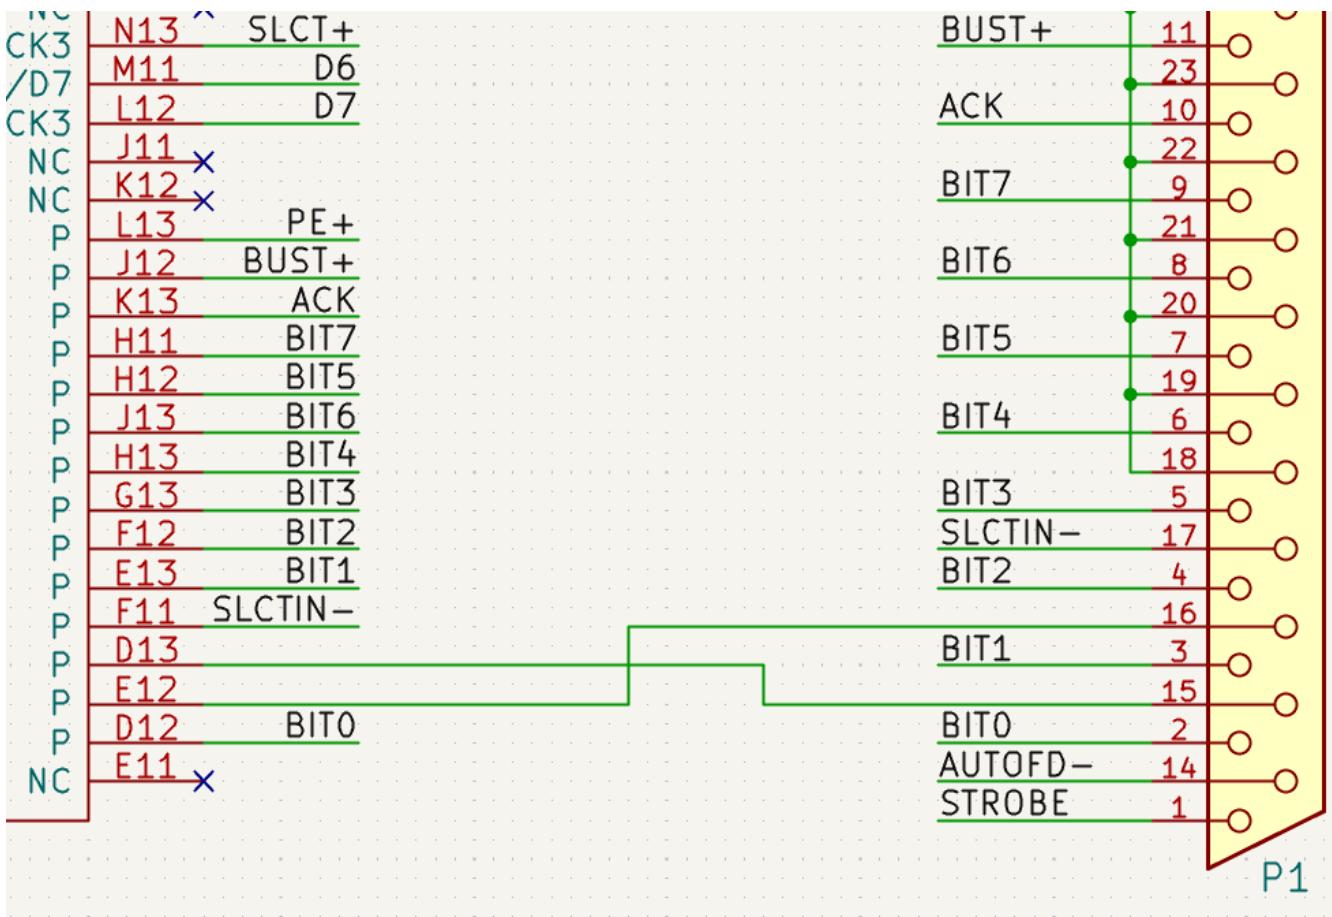 NC
CK3 N13 SLCT+ BUST+ 11
/D7 M11 D6 23
CK3 L12 D7 ACK 10
NC J11 22
NC K12 BIT7 9
P L13 PE+ 21
P J12 BUST+ BIT6 8
P K13 ACK 20
P H11 BIT7 BIT5 7
P H12 BIT5 19
P J13 BIT6 BIT4 6
P H13 BIT4 18
P G13 BIT3 BIT3 5
P F12 BIT2 SLCTIN- 17
P E13 BIT1 BIT2 4
P F11 SLCTIN- 16
P D13 BIT1 3
P E12 15
P D12 BIT0 BIT0 2
NC E11 AUTOFD- 14
STROBE 1
P1